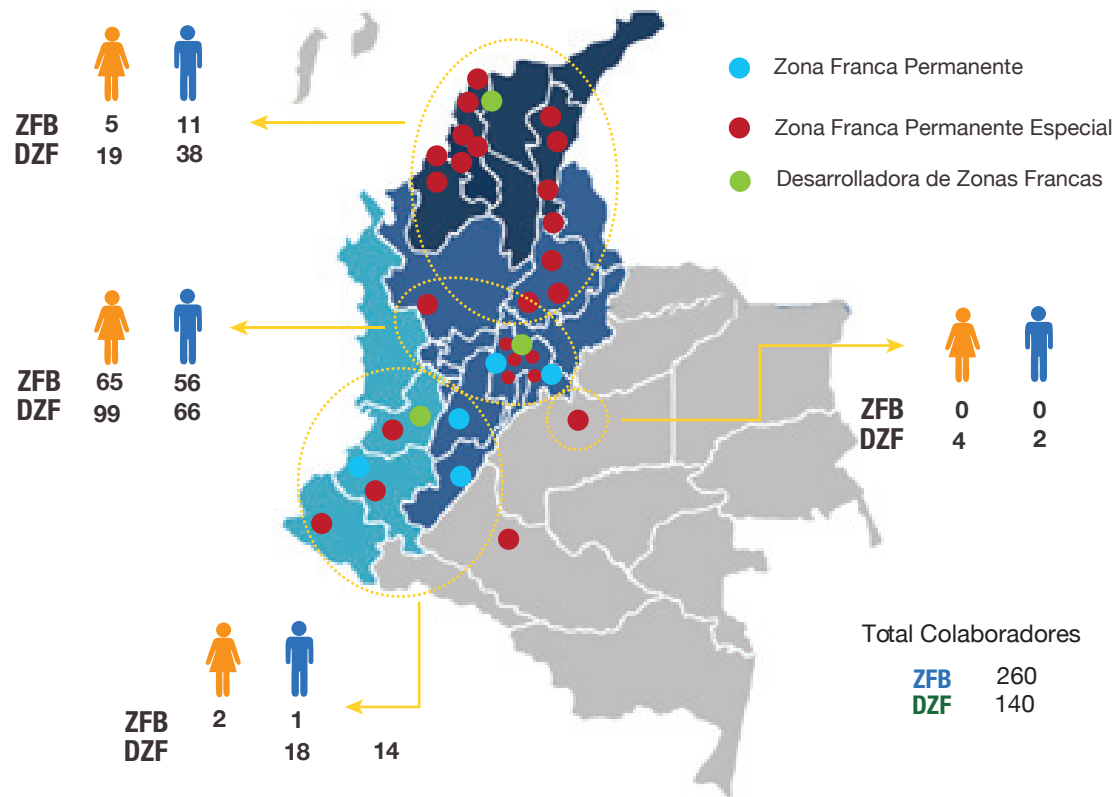 Zona Franca Permanente
Zona Franca Permanente Especial
Desarrolladora de Zonas Francas
ZFB 5 11
DZF 19 38
ZFB 65 56
DZF 99 66
ZFB 0 0
DZF 4 2
ZFB 2 1
DZF 18 14
Total Colaboradores
ZFB 260
DZF 140